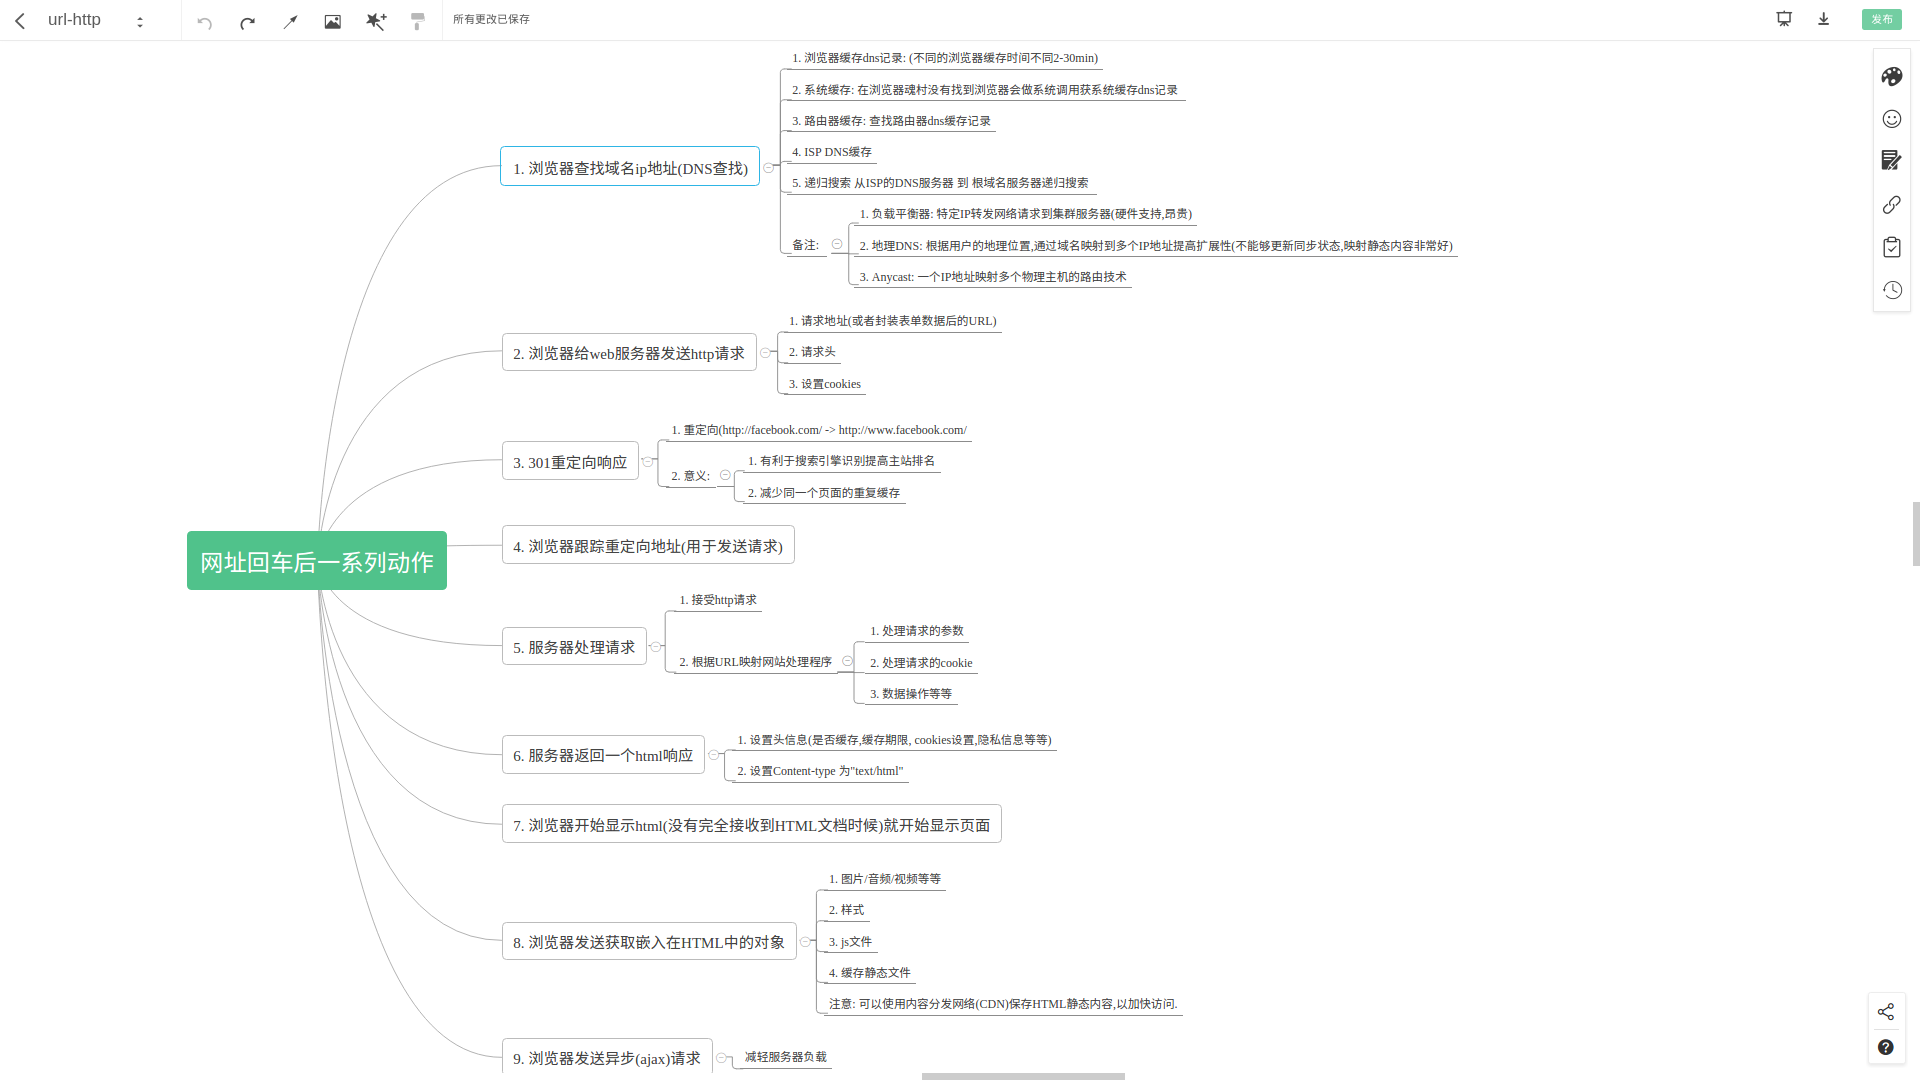 url-http
所有更改已保存
发布
网址回车后一系列动作
1. 浏览器查找域名ip地址(DNS查找)
1. 浏览器缓存dns记录: (不同的浏览器缓存时间不同2-30min)
2. 系统缓存: 在浏览器魂村没有找到浏览器会做系统调用获系统缓存dns记录
3. 路由器缓存: 查找路由器dns缓存记录
4. ISP DNS缓存
5. 递归搜索 从ISP的DNS服务器 到 根域名服务器递归搜索
备注:
1. 负载平衡器: 特定IP转发网络请求到集群服务器(硬件支持,昂贵)
2. 地理DNS: 根据用户的地理位置,通过域名映射到多个IP地址提高扩展性(不能够更新同步状态,映射静态内容非常好)
3. Anycast: 一个IP地址映射多个物理主机的路由技术
2. 浏览器给web服务器发送http请求
1. 请求地址(或者封装表单数据后的URL)
2. 请求头
3. 设置cookies
3. 301重定向响应
1. 重定向(http://facebook.com/ -> http://www.facebook.com/
2. 意义:
1. 有利于搜索引擎识别提高主站排名
2. 减少同一个页面的重复缓存
4. 浏览器跟踪重定向地址(用于发送请求)
5. 服务器处理请求
1. 接受http请求
2. 根据URL映射网站处理程序
1. 处理请求的参数
2. 处理请求的cookie
3. 数据操作等等
6. 服务器返回一个html响应
1. 设置头信息(是否缓存,缓存期限, cookies设置,隐私信息等等)
2. 设置Content-type 为"text/html"
7. 浏览器开始显示html(没有完全接收到HTML文档时候)就开始显示页面
8. 浏览器发送获取嵌入在HTML中的对象
1. 图片/音频/视频等等
2. 样式
3. js文件
4. 缓存静态文件
注意: 可以使用内容分发网络(CDN)保存HTML静态内容,以加快访问.
9. 浏览器发送异步(ajax)请求
减轻服务器负载